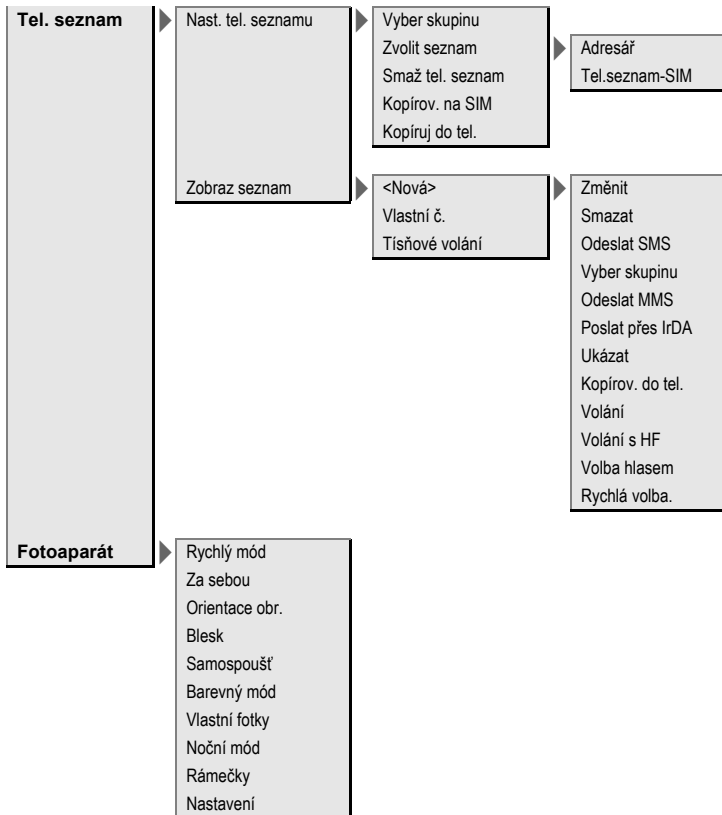 Tel. seznam
Nast. tel. seznamu
Vyber skupinu
Zvolit seznam
Adresář
Tel.seznam-SIM
Smaž tel. seznam
Kopírov. na SIM
Kopíruj do tel.
Zobraz seznam
<Nová>
Vlastní č.
Tísňové volání
Změnit
Smazat
Odeslat SMS
Vyber skupinu
Odeslat MMS
Poslat přes IrDA
Ukázat
Kopírov. do tel.
Volání
Volání s HF
Volba hlasem
Rychlá volba.
Fotoaparát
Rychlý mód
Za sebou
Orientace obr.
Blesk
Samospoušť
Barevný mód
Vlastní fotky
Noční mód
Rámečky
Nastavení